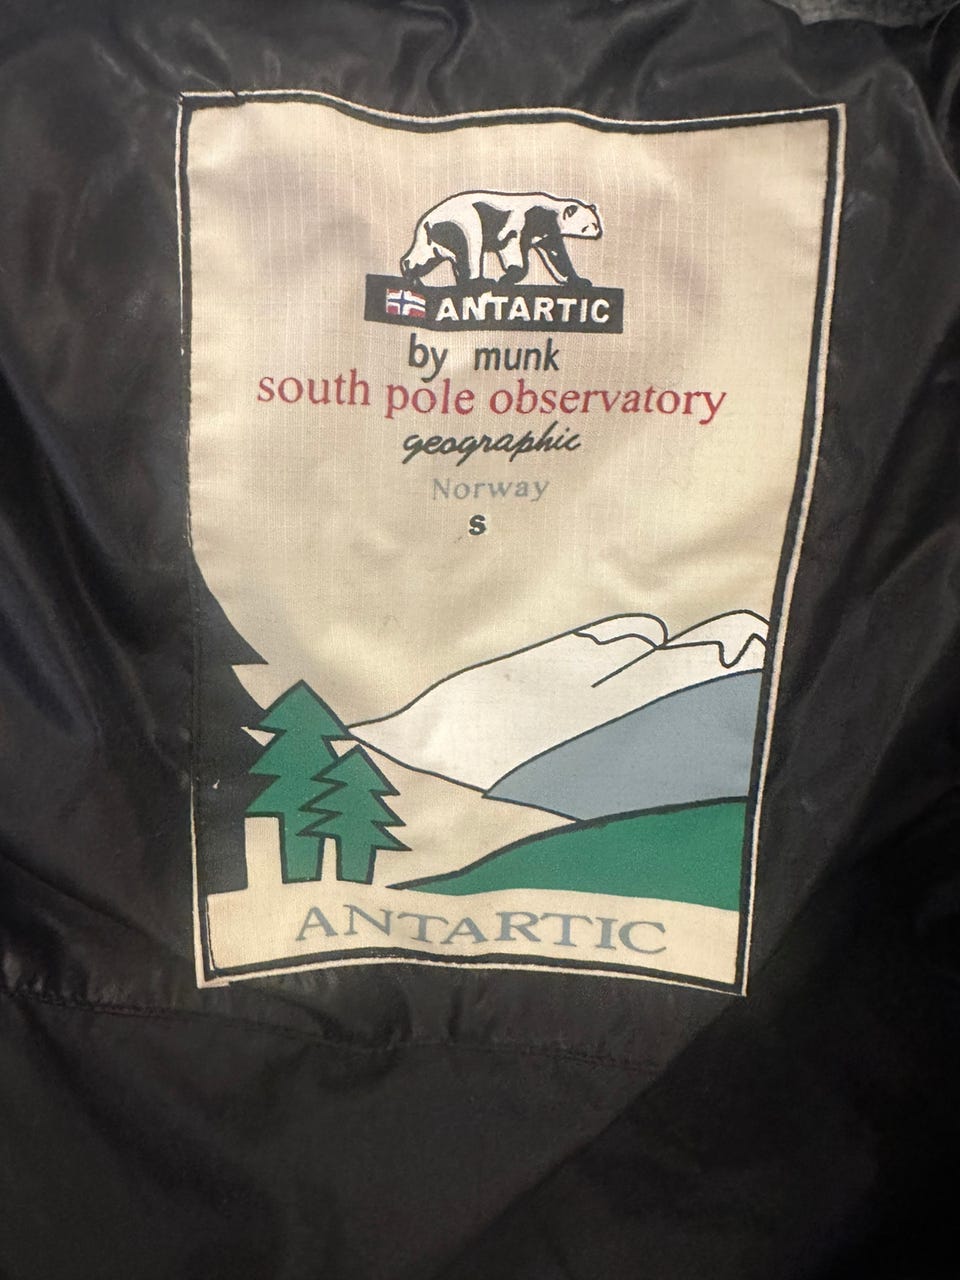 ANTARTIC
by munk
south pole observatory
geographic
Norway
S
ANTARTIC